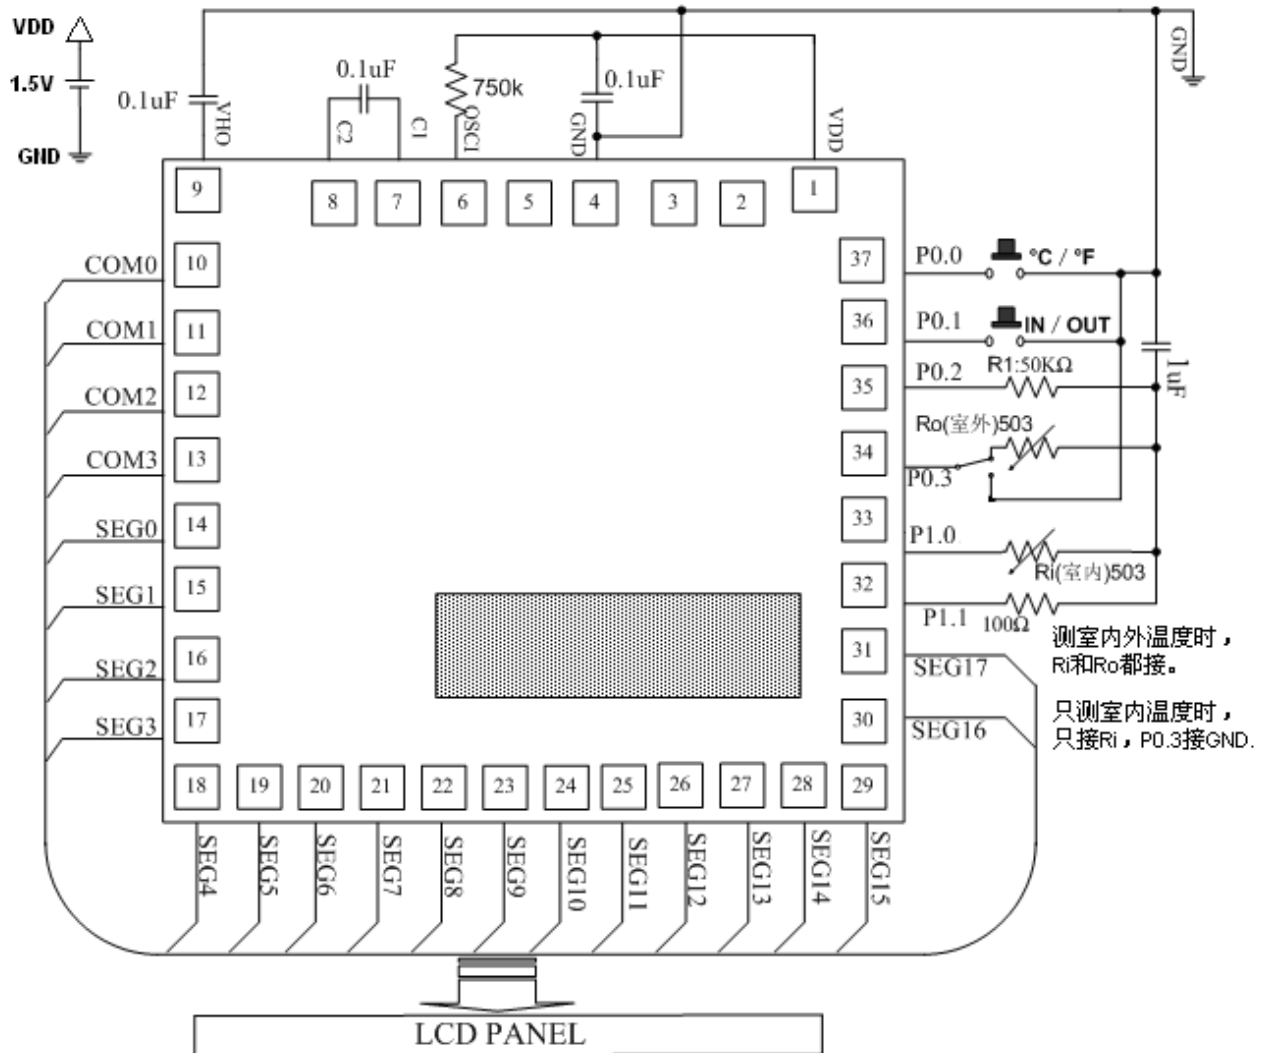 VDD
1.5V
GND
0.1uF
VHO
0.1uF
C2
C1
750k
OSCI
0.1uF
GND
VDD
GND
9
8
7
6
5
4
3
2
1
COM0
10
COM1
11
COM2
12
COM3
13
SEG0
14
SEG1
15
SEG2
16
SEG3
17
37
P0.0
°C / °F
36
P0.1
IN / OUT
35
P0.2
R1:50KΩ
1uF
34
Ro(室外)503
P0.3
33
P1.0
Ri(室内)503
32
P1.1
100Ω
31
SEG17
30
SEG16
测室内外温度时，
Ri和Ro都接。
只测室内温度时，
只接Ri，P0.3接GND.
18
19
20
21
22
23
24
25
26
27
28
29
SEG4
SEG5
SEG6
SEG7
SEG8
SEG9
SEG10
SEG11
SEG12
SEG13
SEG14
SEG15
LCD PANEL